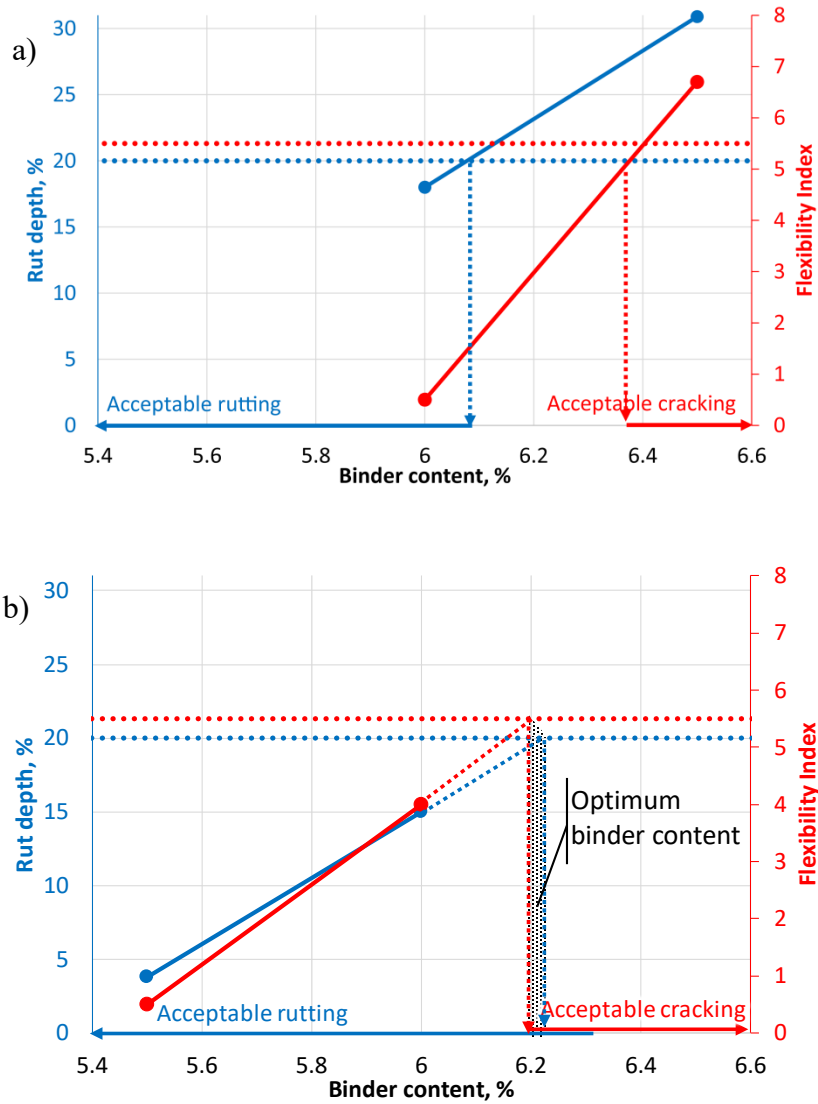 a)
Rut depth, %
30
25
20
15
10
5
0
8
7
6
5
4
3
2
1
0
Flexibility Index
Acceptable rutting
Acceptable cracking
5.4 5.6 5.8 6 6.2 6.4 6.6
Binder content, %
b)
Rut depth, %
30
25
20
15
10
5
0
8
7
6
5
4
3
2
1
0
Flexibility Index
Optimum
binder content
Acceptable rutting
Acceptable cracking
5.4 5.6 5.8 6 6.2 6.4 6.6
Binder content, %